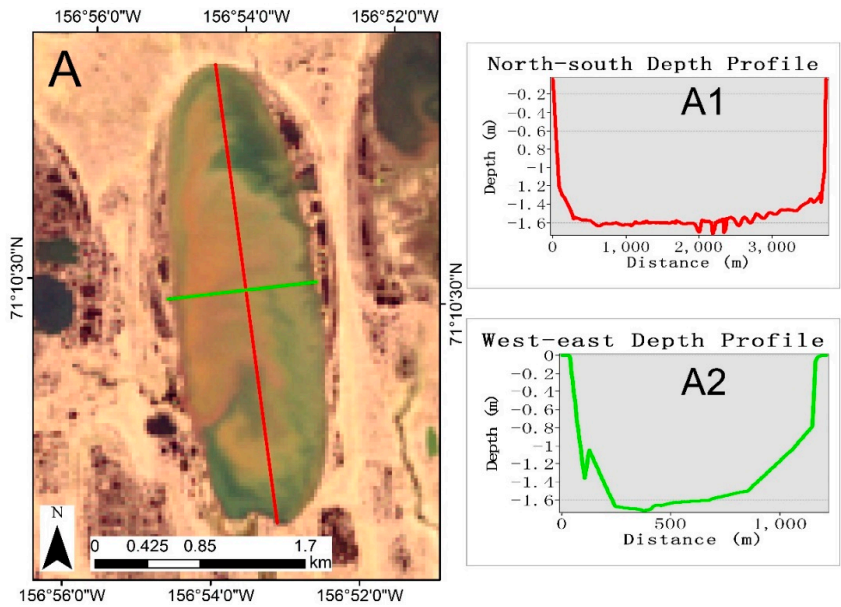 156°56'0"W 156°54'0"W 156°52'0"W
A
71°10'30"N
71°10'30"N
N
0 0.425 0.85 1.7
km
156°56'0"W 156°54'0"W 156°52'0"W
North-south Depth Profile
A1
Depth (m)
-0.2
-0.4
-0.6
0.8
-1
-1.2
-1.4
-1.6
0 1,000 2,000 3,000
Distance (m)
West-east Depth Profile
A2
Depth (m)
0
-0.2
-0.4
-0.6
-0.8
-1
-1.2
-1.4
-1.6
0 500 1,000
Distance (m)